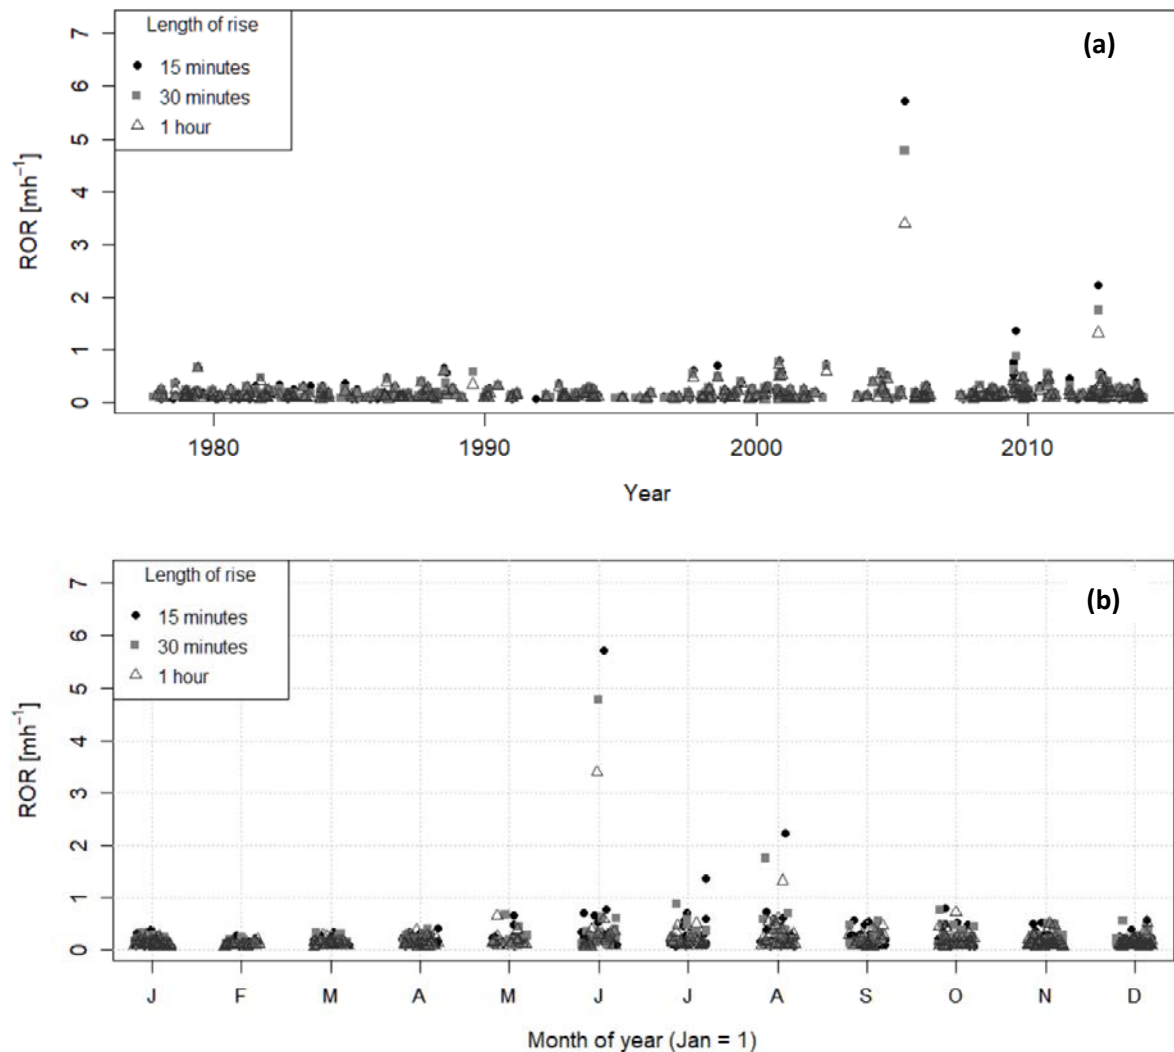 (a)
Length of rise
15 minutes
30 minutes
1 hour
ROR [mh⁻¹]
7
6
5
4
3
2
1
0
1980 1990 2000 2010
Year
(b)
Length of rise
15 minutes
30 minutes
1 hour
ROR [mh⁻¹]
7
6
5
4
3
2
1
0
J F M A M J J A S O N D
Month of year (Jan = 1)